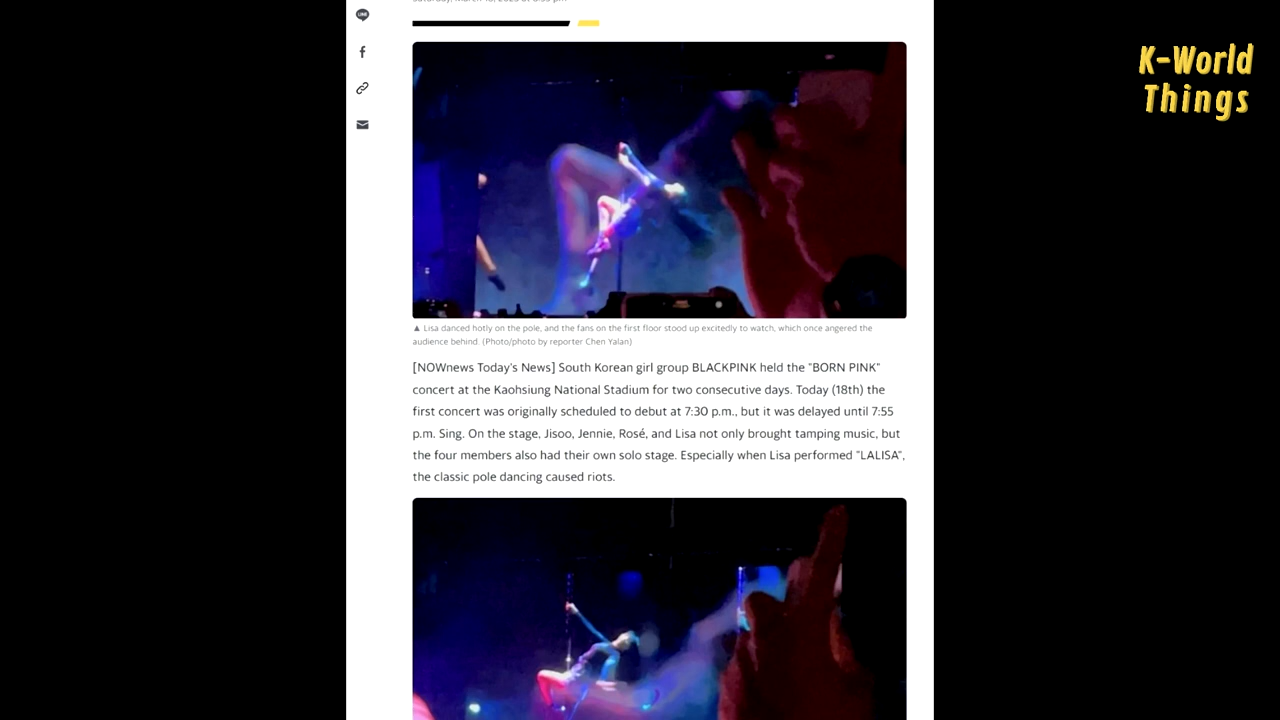 K-World
Things
▲ Lisa danced hotly on the pole, and the fans on the first floor stood up excitedly to watch, which once angered the
audience behind. (Photo/photo by reporter Chen Yalan)
[NOWnews Today's News] South Korean girl group BLACKPINK held the "BORN PINK"
concert at the Kaohsiung National Stadium for two consecutive days. Today (18th) the
first concert was originally scheduled to debut at 7:30 p.m., but it was delayed until 7:55
p.m. Sing. On the stage, Jisoo, Jennie, Rosé, and Lisa not only brought tamping music, but
the four members also had their own solo stage. Especially when Lisa performed "LALISA",
the classic pole dancing caused riots.